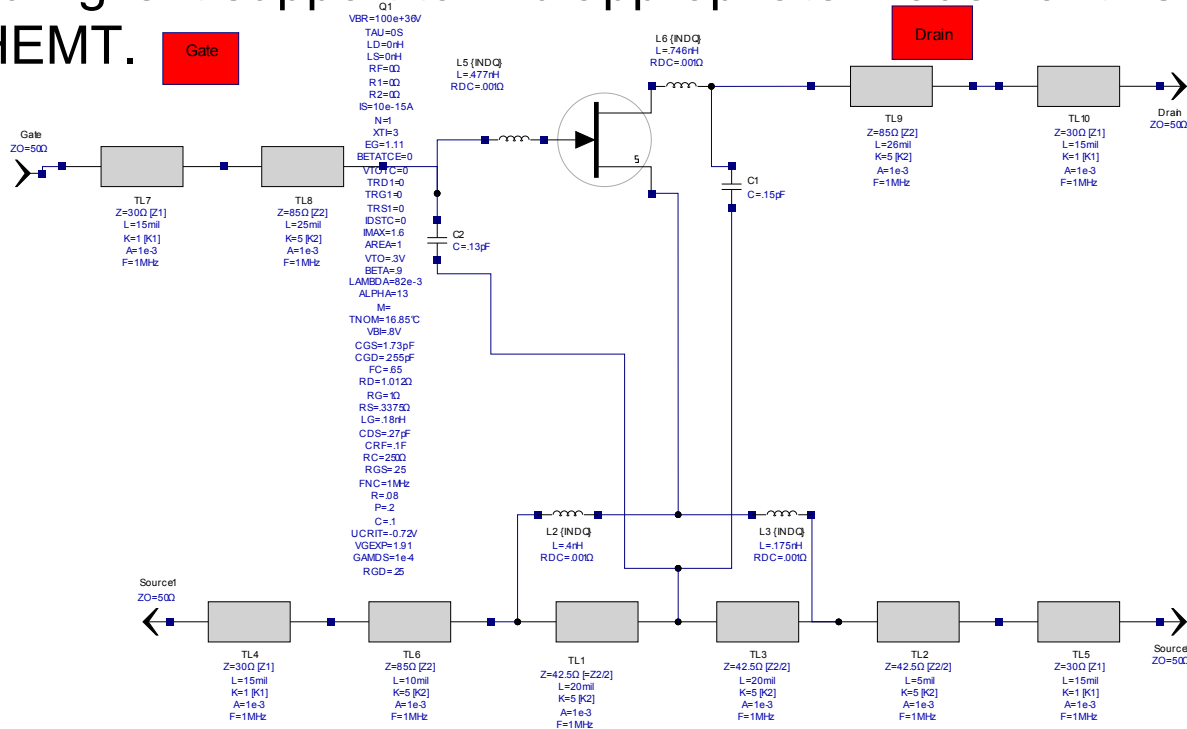 HEMT.
Gate
Drain
Q1
VBR=100e+36V
TAU=0S
LD=0nH
LS=0nH
RF=0Ω
R1=0Ω
R2=0Ω
IS=10e-15A
N=1
XTI=3
EG=1.11
BETATCE=0
VTOTC=0
TRD1=0
TRG1=0
TRS1=0
IDSTC=0
IMAX=1.6
AREA=1
VTO=.3V
BETA=.9
LAMBDA=82e-3
ALPHA=13
M=
TNOM=16.85°C
VBI=.8V
CGS=1.73pF
CGD=.255pF
FC=.65
RD=1.012Ω
RG=1Ω
RS=.3375Ω
LG=.18nH
CDS=.27pF
CRF=.1F
RC=250Ω
RGS=.25
FNC=1MHz
R=.08
P=.2
C=.1
UCRIT=-0.72V
VGEXP=1.91
GAMDS=1e-4
RGD=.25
L5 {INDQ}
L=.477nH
RDC=.001Ω
L6 {INDQ}
L=.746nH
RDC=.001Ω
S
Gate
ZO=50Ω
TL7
Z=30Ω [Z1]
L=15mil
K=1 [K1]
A=1e-3
F=1MHz
TL8
Z=85Ω [Z2]
L=25mil
K=5 [K2]
A=1e-3
F=1MHz
C2
C=.13pF
C1
C=.15pF
TL9
Z=85Ω [Z2]
L=26mil
K=5 [K2]
A=1e-3
F=1MHz
TL10
Z=30Ω [Z1]
L=15mil
K=1 [K1]
A=1e-3
F=1MHz
Drain
ZO=50Ω
L2 {INDQ}
L=.4nH
RDC=.001Ω
L3 {INDQ}
L=.175nH
RDC=.001Ω
Source1
ZO=50Ω
TL4
Z=30Ω [Z1]
L=15mil
K=1 [K1]
A=1e-3
F=1MHz
TL6
Z=85Ω [Z2]
L=10mil
K=5 [K2]
A=1e-3
F=1MHz
TL1
Z=42.5Ω [=Z2/2]
L=20mil
K=5 [K2]
A=1e-3
F=1MHz
TL3
Z=42.5Ω [Z2/2]
L=20mil
K=5 [K2]
A=1e-3
F=1MHz
TL2
Z=42.5Ω [Z2/2]
L=5mil
K=5 [K2]
A=1e-3
F=1MHz
TL5
Z=30Ω [Z1]
L=15mil
K=1 [K1]
A=1e-3
F=1MHz
Source
ZO=50Ω